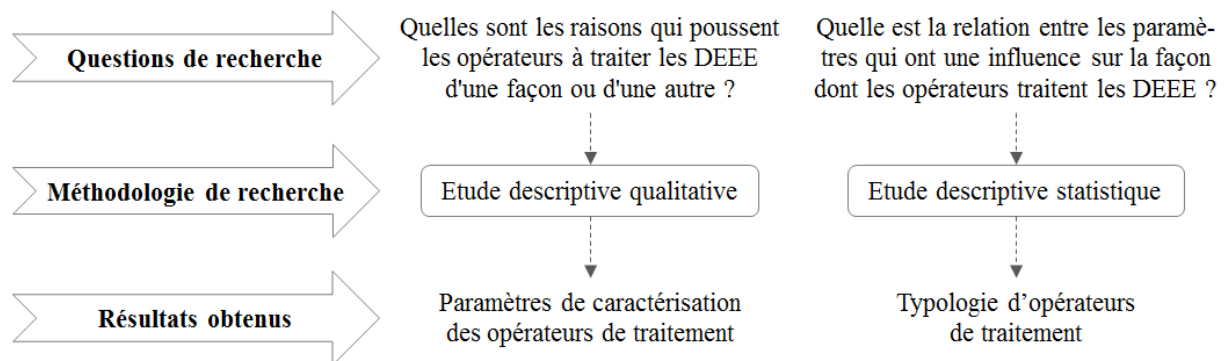 Questions de recherche
Quelles sont les raisons qui poussent
les opérateurs à traiter les DEEE
d'une façon ou d'une autre ?
Quelle est la relation entre les paramè-
tres qui ont une influence sur la façon
dont les opérateurs traitent les DEEE ?
Méthodologie de recherche
Etude descriptive qualitative
Etude descriptive statistique
Résultats obtenus
Paramètres de caractérisation
des opérateurs de traitement
Typologie d’opérateurs
de traitement